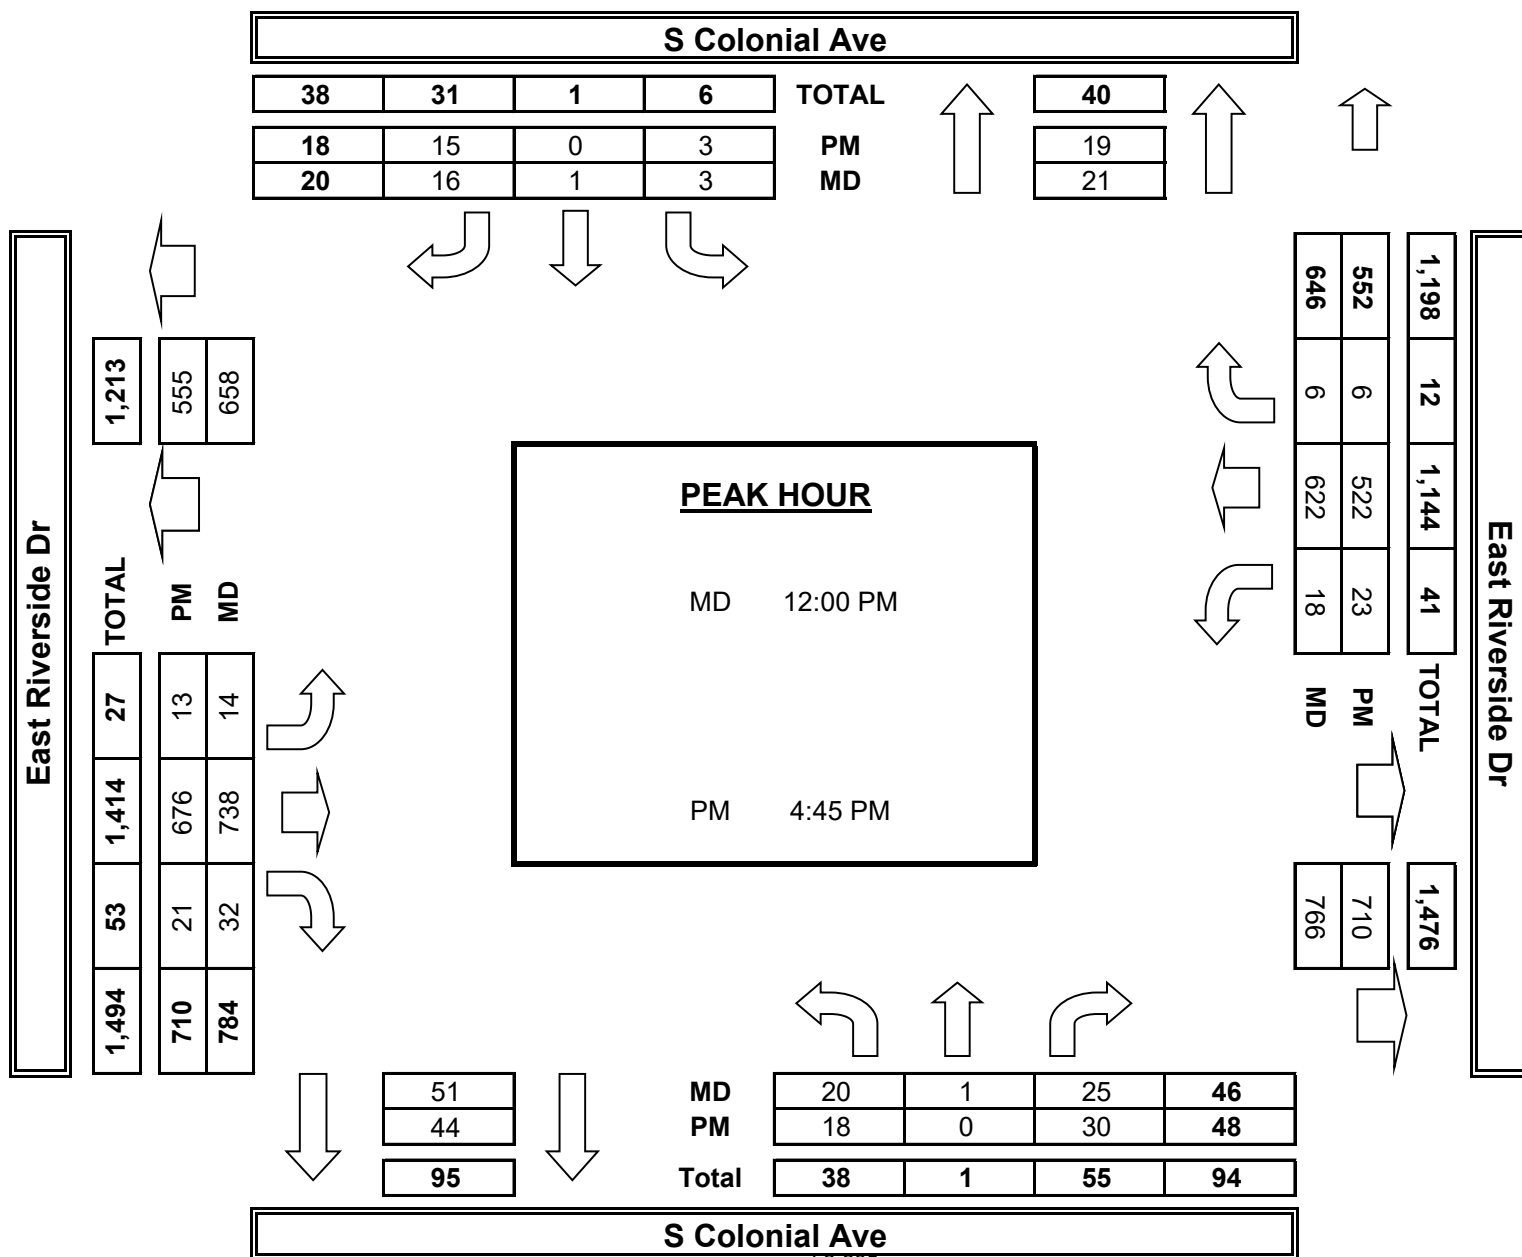 S Colonial Ave
38 31 1 6 TOTAL 40
18 15 0 3 PM 19
20 16 1 3 MD 21
East Riverside Dr
1,213 555 658
TOTAL PM MD
27 13 14
1,414 676 738
53 21 32
1,494 710 784
PEAK HOUR
MD 12:00 PM
PM 4:45 PM
646 552 1,198
6 6 12
622 522 1,144
18 23 41
MD PM TOTAL
766 710 1,476
East Riverside Dr
51 MD 20 1 25 46
44 PM 18 0 30 48
95 Total 38 1 55 94
S Colonial Ave